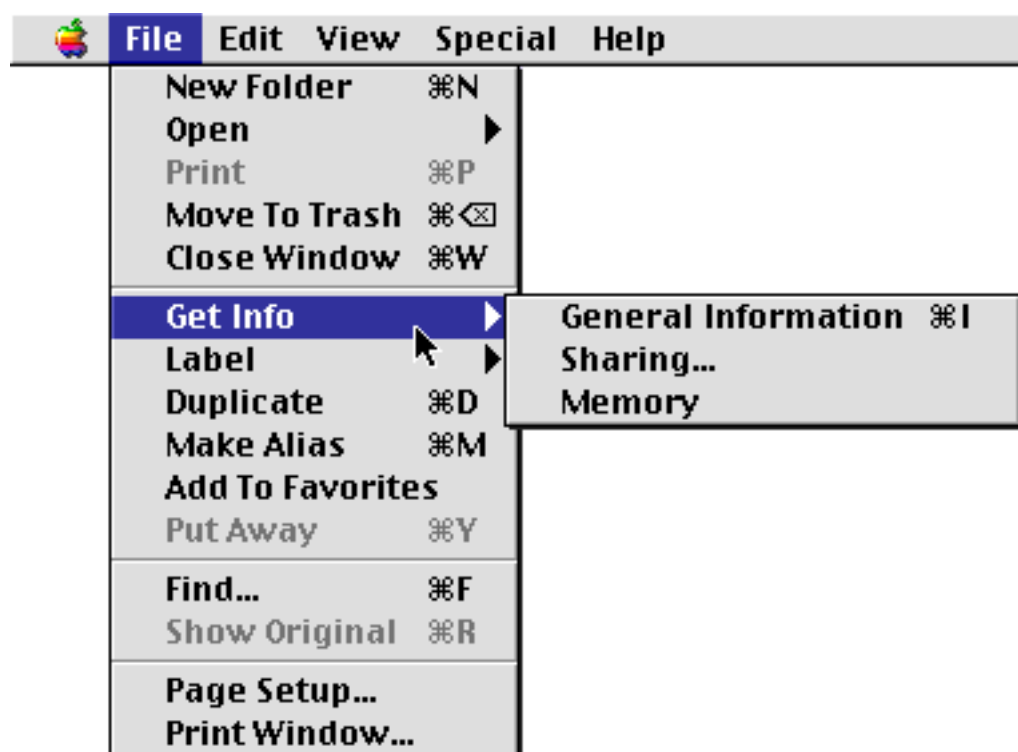 File Edit View Special Help
New Folder ⌘N
Open
Print ⌘P
Move To Trash ⌘⌫
Close Window ⌘W
Get Info
General Information ⌘I
Sharing...
Memory
Label
Duplicate ⌘D
Make Alias ⌘M
Add To Favorites
Put Away ⌘Y
Find... ⌘F
Show Original ⌘R
Page Setup...
Print Window...